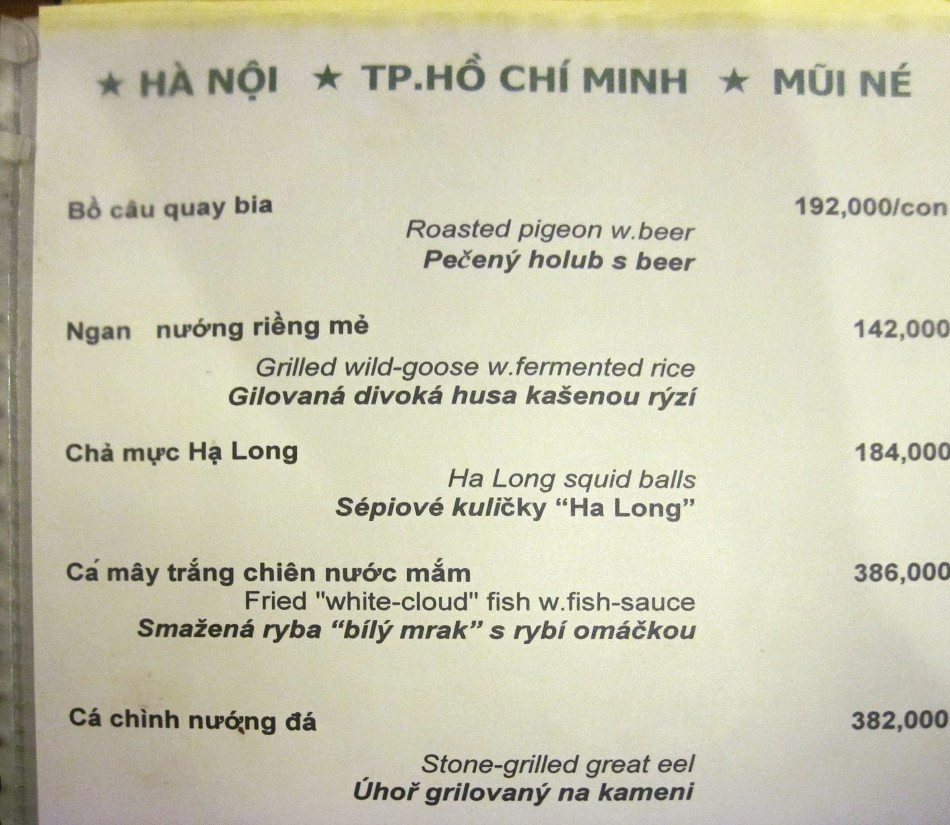 ★ HÀ NỘI ★ TP.HỒ CHÍ MINH ★ MŨI NÉ
Bồ câu quay bia 192,000/con
Roasted pigeon w.beer
Pečený holub s beer
Ngan nướng riềng mẻ 142,000
Grilled wild-goose w.fermented rice
Gilovaná divoká husa kašenou rýzí
Chả mực Hạ Long 184,000
Ha Long squid balls
Sépiové kuličky “Ha Long”
Cá mây trắng chiên nước mắm 386,000
Fried "white-cloud" fish w.fish-sauce
Smažená ryba “bílý mrak” s rybí omáčkou
Cá chình nướng đá 382,000
Stone-grilled great eel
Úhoř grilovaný na kameni